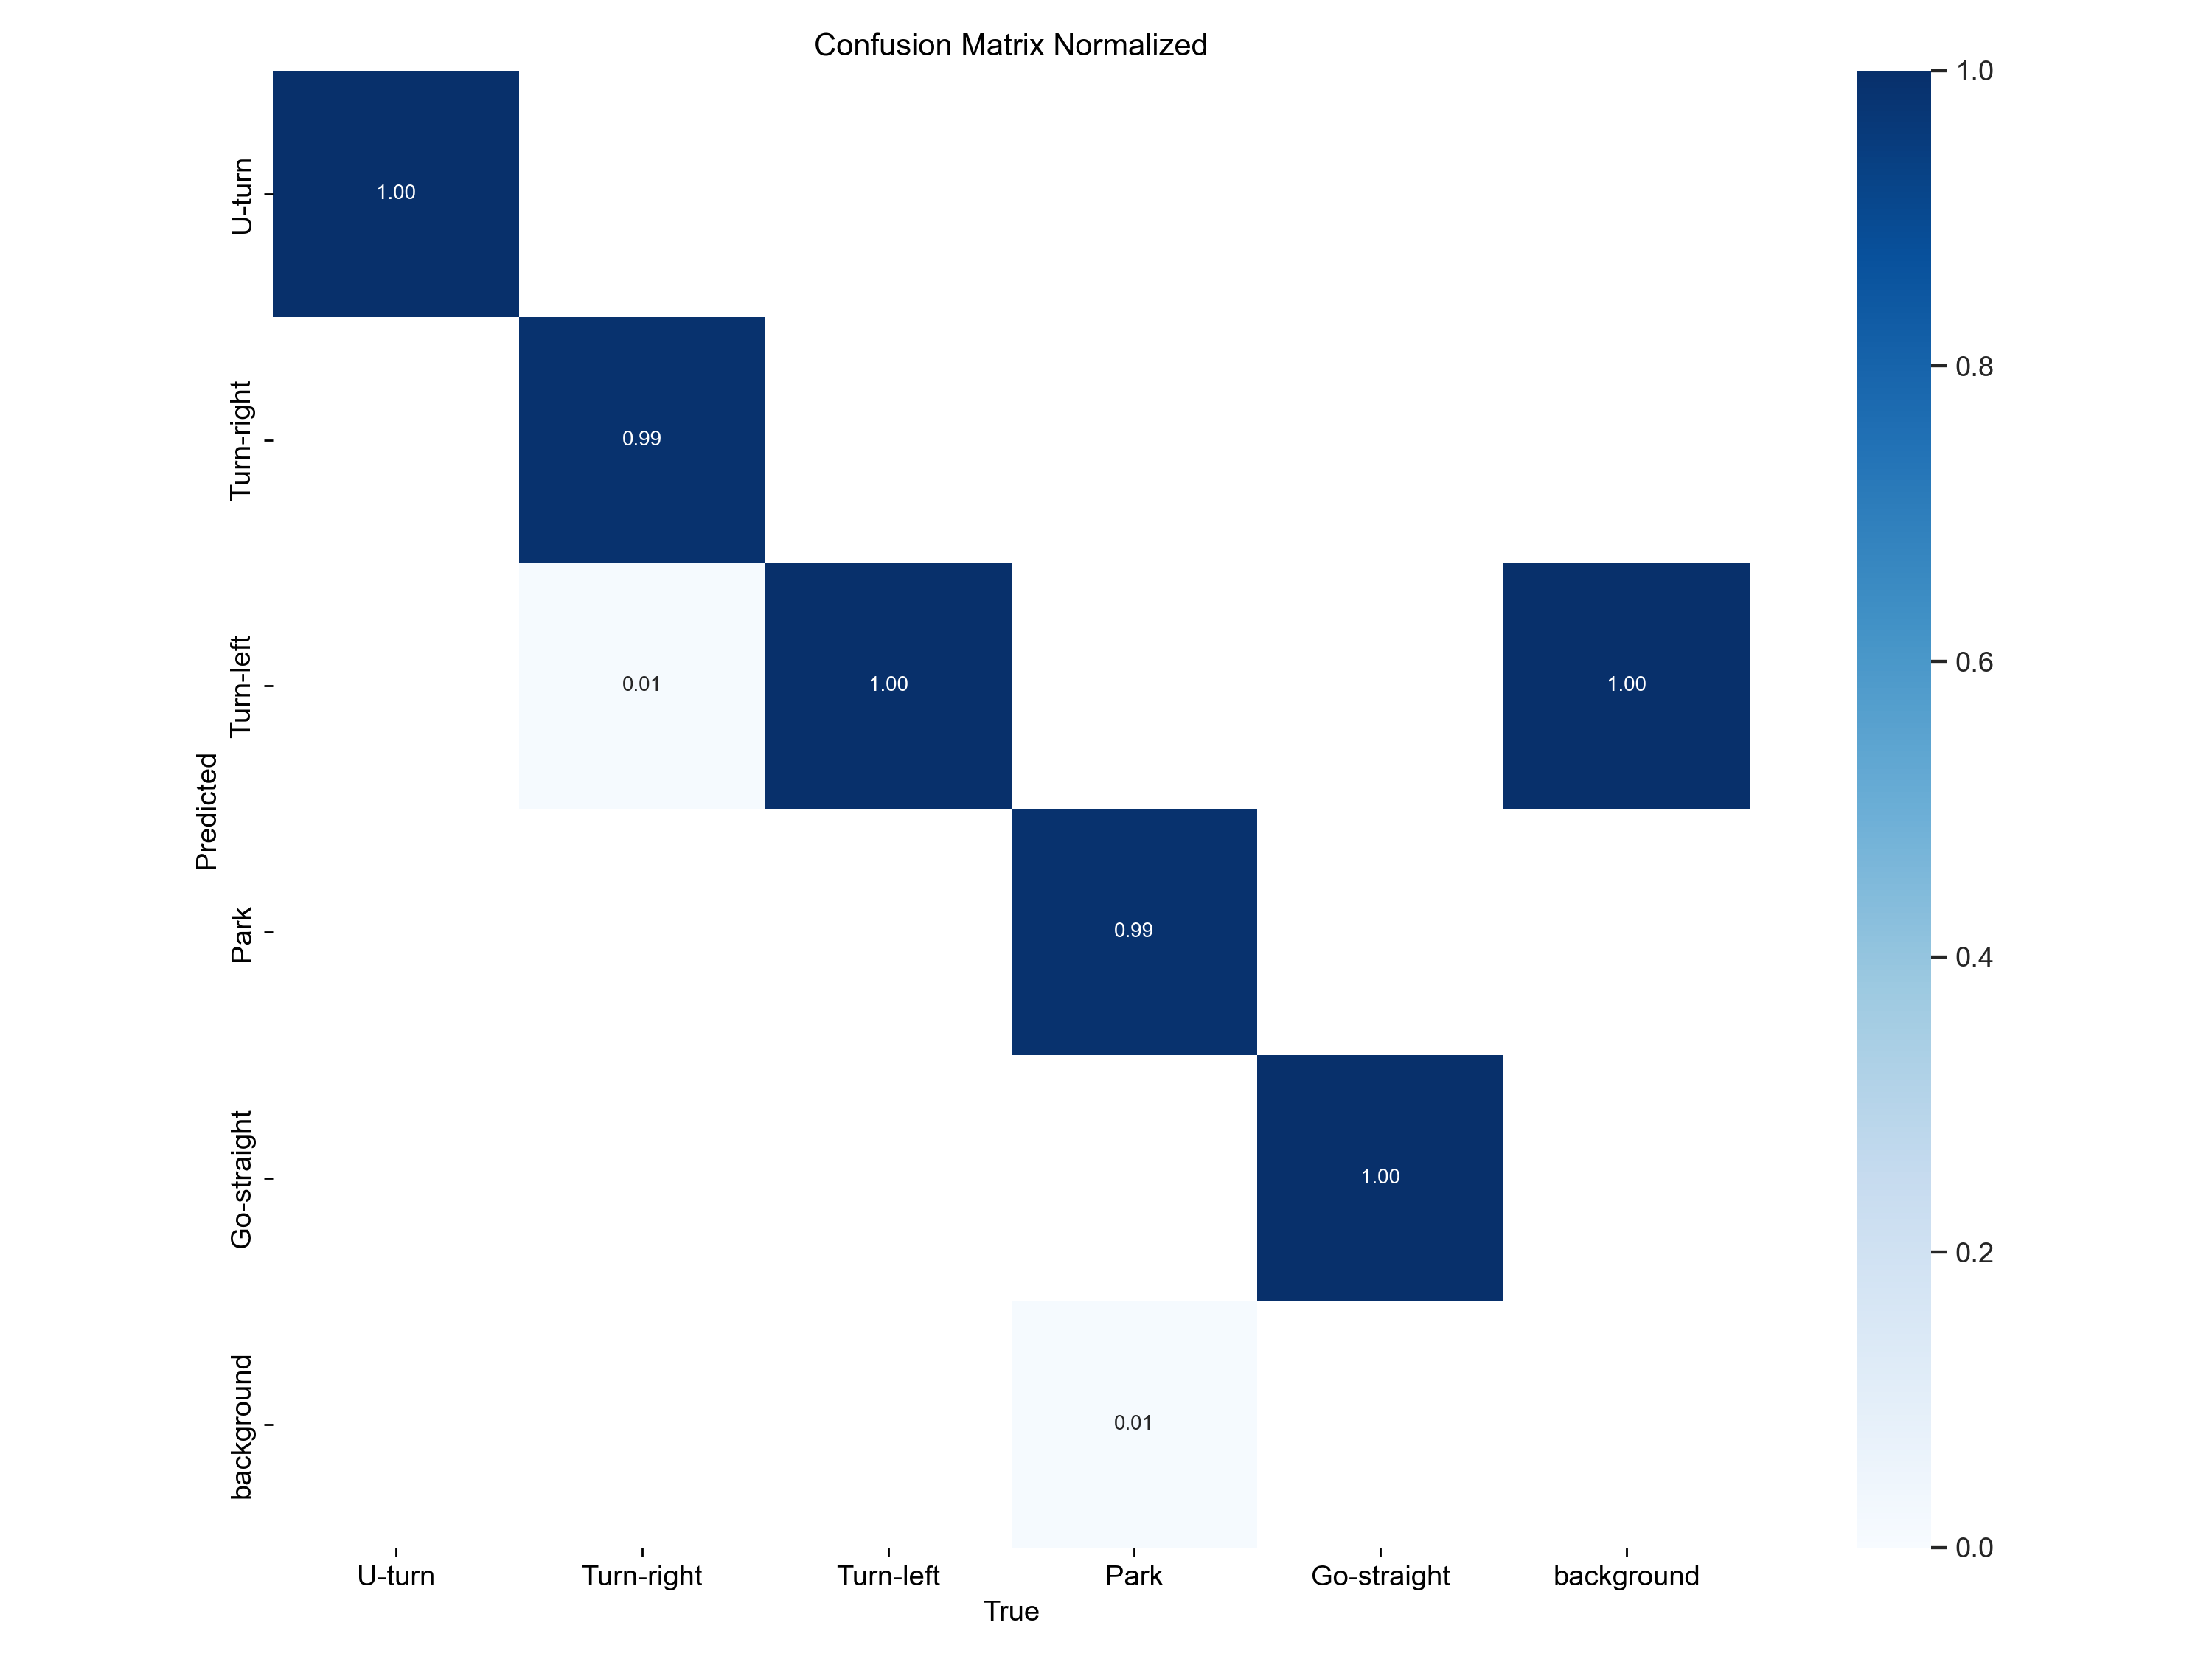 Confusion Matrix Normalized
1.0
U-turn
1.00
Turn-right
0.99
0.8
Turn-left
0.01
1.00
1.00
0.6
Predicted
Park
0.99
0.4
Go-straight
1.00
0.2
background
0.01
0.0
U-turn Turn-right Turn-left Park Go-straight background
True